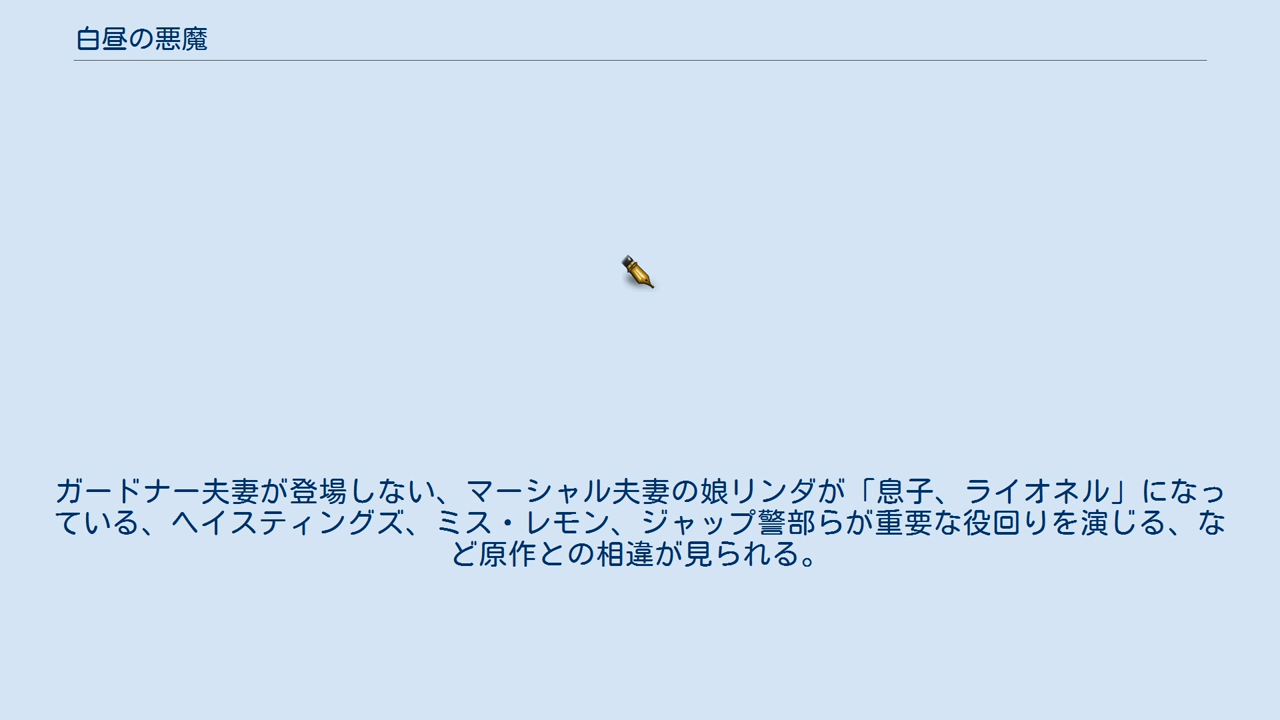 白昼の悪魔
ガードナー夫妻が登場しない、マーシャル夫妻の娘リンダが「息子、ライオネル」になっ
ている、ヘイスティングズ、ミス・レモン、ジャップ警部らが重要な役回りを演じる、な
ど原作との相違が見られる。